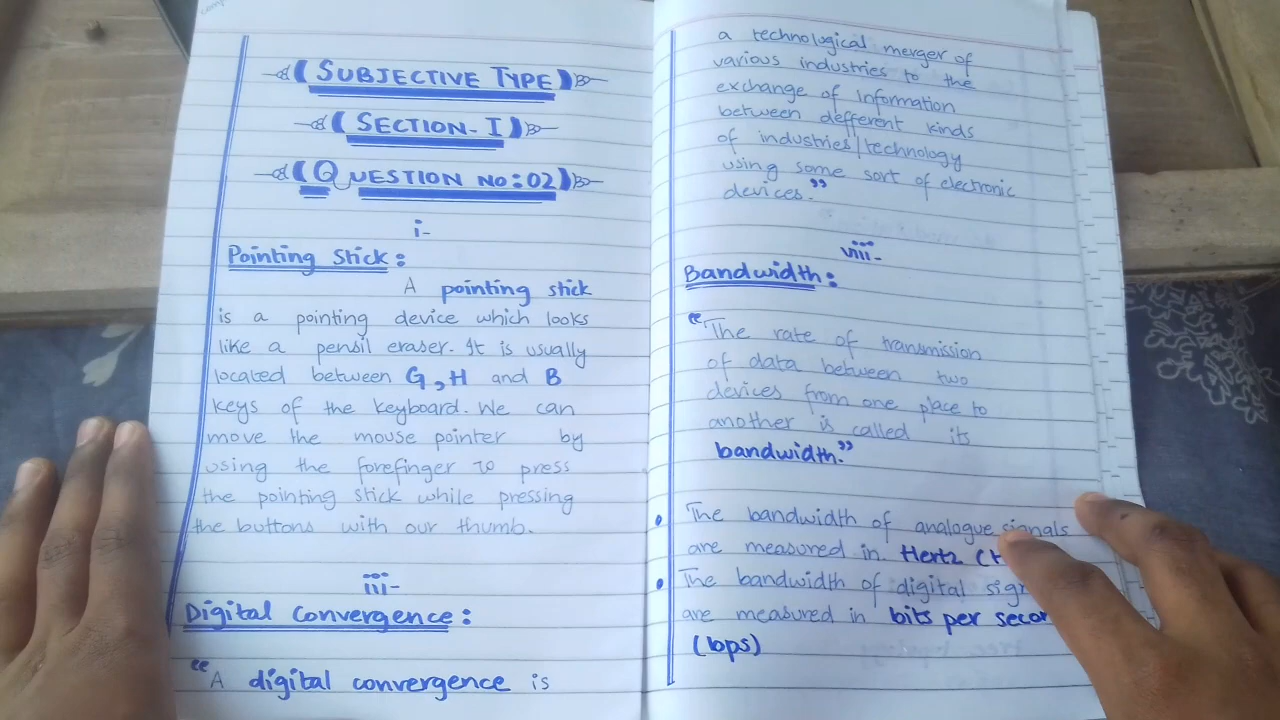 (SUBJECTIVE TYPE)
(SECTION-I)
(QUESTION NO:02)
i-
Pointing Stick:
A pointing stick
is a pointing device which looks
like a pensil eraser. It is usually
located between G, H and B
keys of the keyboard. We can
move the mouse pointer by
using the forefinger to press
the pointing stick while pressing
the buttons with our thumb.
iii-
Digital Convergence:
"A digital convergence is
a technological merger of
various industries to the
exchange of information
between defferent kinds
of industries/technology
using some sort of electronic
devices."
viii-
Bandwidth:
"The rate of transmission
of data between two
devices from one place to
another is called its
bandwidth."
• The bandwidth of analogue signals
are measured in Hertz (H
• The bandwidth of digital sig
are measured in bits per secon
(bps)